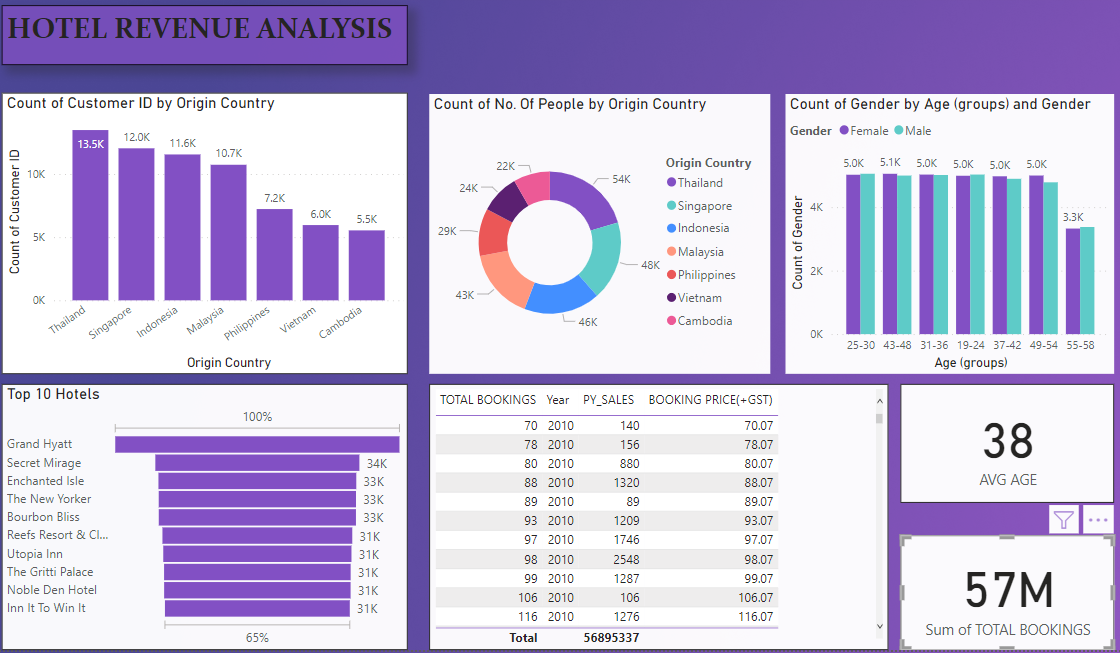 HOTEL REVENUE ANALYSIS
Count of Customer ID by Origin Country
Count of Customer ID
10K
5K
0K
13.5K
12.0K
11.6K
10.7K
7.2K
6.0K
5.5K
Thailand
Singapore
Indonesia
Malaysia
Philippines
Vietnam
Cambodia
Origin Country
Count of No. Of People by Origin Country
22K
54K
24K
29K
48K
43K
46K
Origin Country
Thailand
Singapore
Indonesia
Malaysia
Philippines
Vietnam
Cambodia
Count of Gender by Age (groups) and Gender
Gender Female Male
Count of Gender
4K
2K
0K
5.0K 5.1K 5.0K 5.0K 5.0K 5.0K 3.3K
25-30 43-48 31-36 19-24 37-42 49-54 55-58
Age (groups)
Top 10 Hotels
100%
Grand Hyatt
Secret Mirage 34K
Enchanted Isle 33K
The New Yorker 33K
Bourbon Bliss 33K
Reefs Resort & Cl... 31K
Utopia Inn 31K
The Gritti Palace 31K
Noble Den Hotel 31K
Inn It To Win It 31K
65%
TOTAL BOOKINGS Year PY_SALES BOOKING PRICE(+GST)
70 2010 140 70.07
78 2010 156 78.07
80 2010 880 80.07
88 2010 1320 88.07
89 2010 89 89.07
93 2010 1209 93.07
97 2010 1746 97.07
98 2010 2548 98.07
99 2010 1287 99.07
106 2010 106 106.07
116 2010 1276 116.07
Total 56895337
38
AVG AGE
57M
Sum of TOTAL BOOKINGS